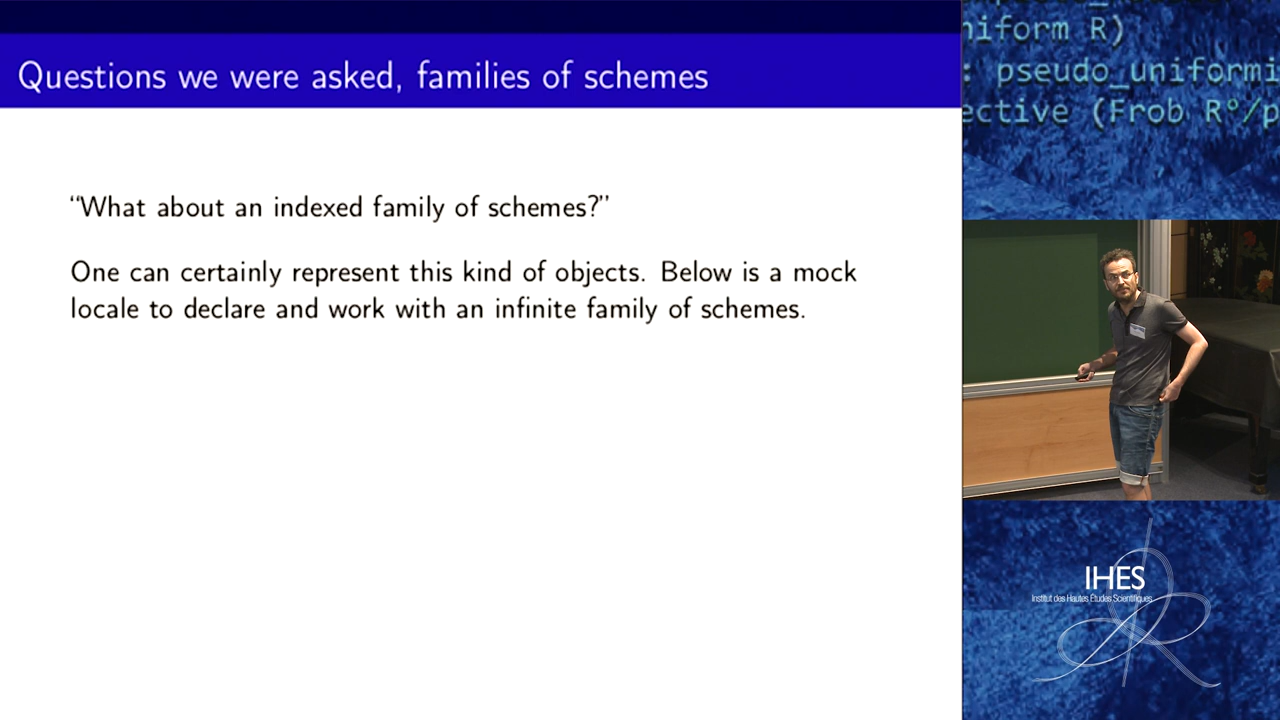 Questions we were asked, families of schemes
“What about an indexed family of schemes?”
One can certainly represent this kind of objects. Below is a mock
locale to declare and work with an infinite family of schemes.
niform R)
: pseudo_uniformi
ective (Frob R°/p
IHES
Institut des Hautes Études Scientifiques